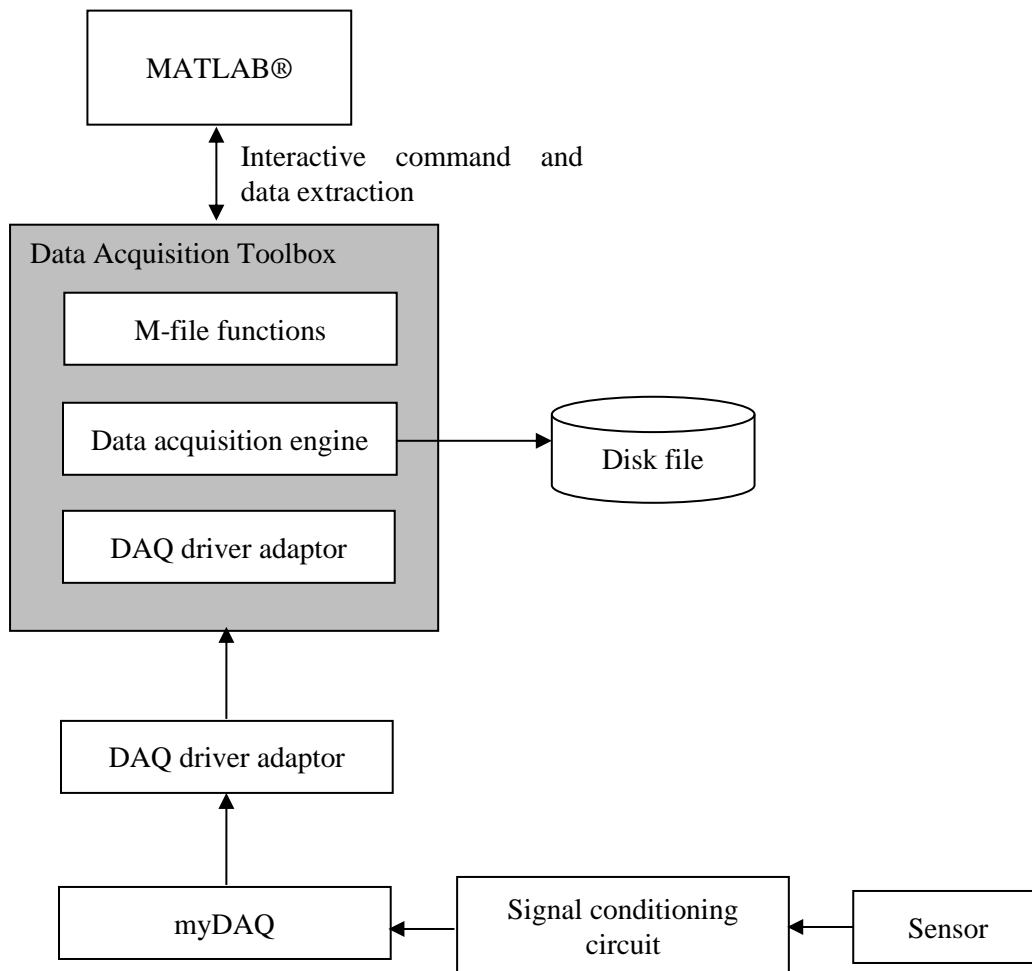 MATLAB®
Interactive command and
data extraction
Data Acquisition Toolbox
M-file functions
Data acquisition engine
Disk file
DAQ driver adaptor
DAQ driver adaptor
myDAQ
Signal conditioning
circuit
Sensor